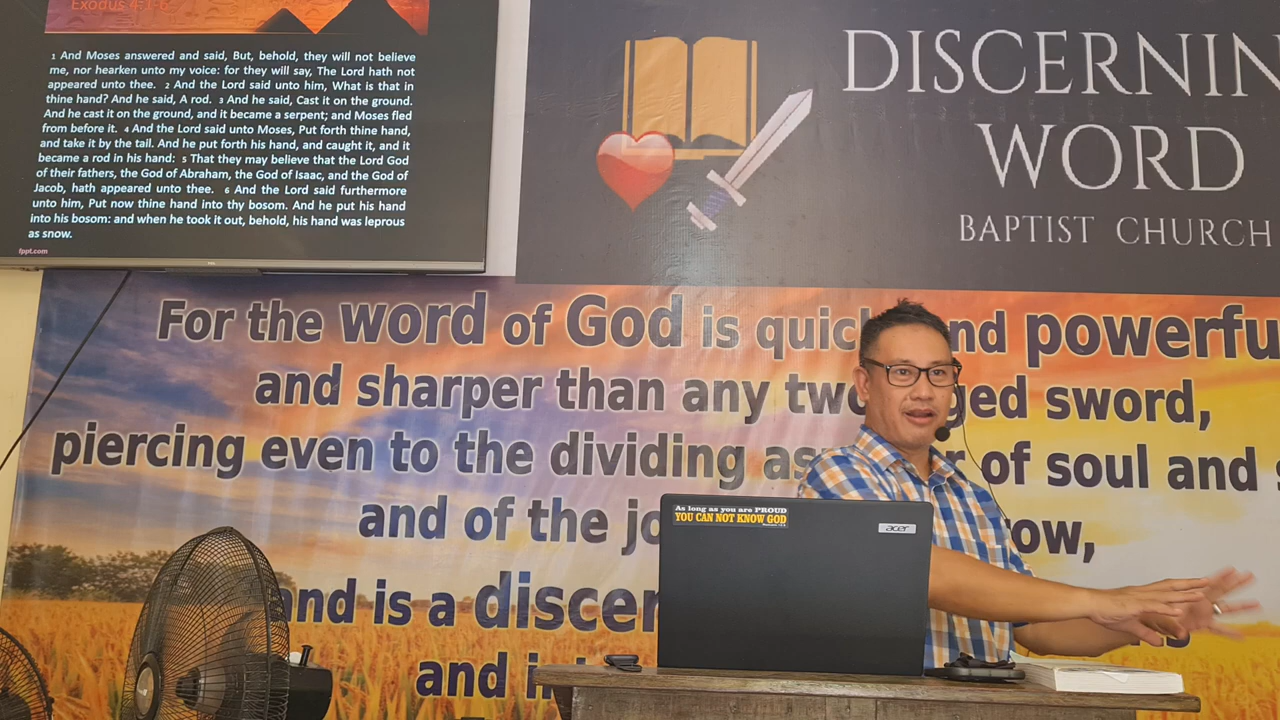 Exodus 4:1-6
1 And Moses answered and said, But, behold, they will not believe
me, nor hearken unto my voice: for they will say, The Lord hath not
appeared unto thee. 2 And the Lord said unto him, What is that in
thine hand? And he said, A rod. 3 And he said, Cast it on the ground.
And he cast it on the ground, and it became a serpent; and Moses fled
from before it. 4 And the Lord said unto Moses, Put forth thine hand,
and take it by the tail. And he put forth his hand, and caught it, and it
became a rod in his hand: 5 That they may believe that the Lord God
of their fathers, the God of Abraham, the God of Isaac, and the God of
Jacob, hath appeared unto thee. 6 And the Lord said furthermore
unto him, Put now thine hand into thy bosom. And he put his hand
into his bosom: and when he took it out, behold, his hand was leprous
as snow.
fppt.com
DISCERNIN
WORD
BAPTIST CHURCH
For the word of God is quick and powerfu
and sharper than any two ged sword,
piercing even to the dividing as r of soul and s
and of the jo row,
and is a discer
and in
As long as you are PROUD
YOU CAN NOT KNOW GOD
acer